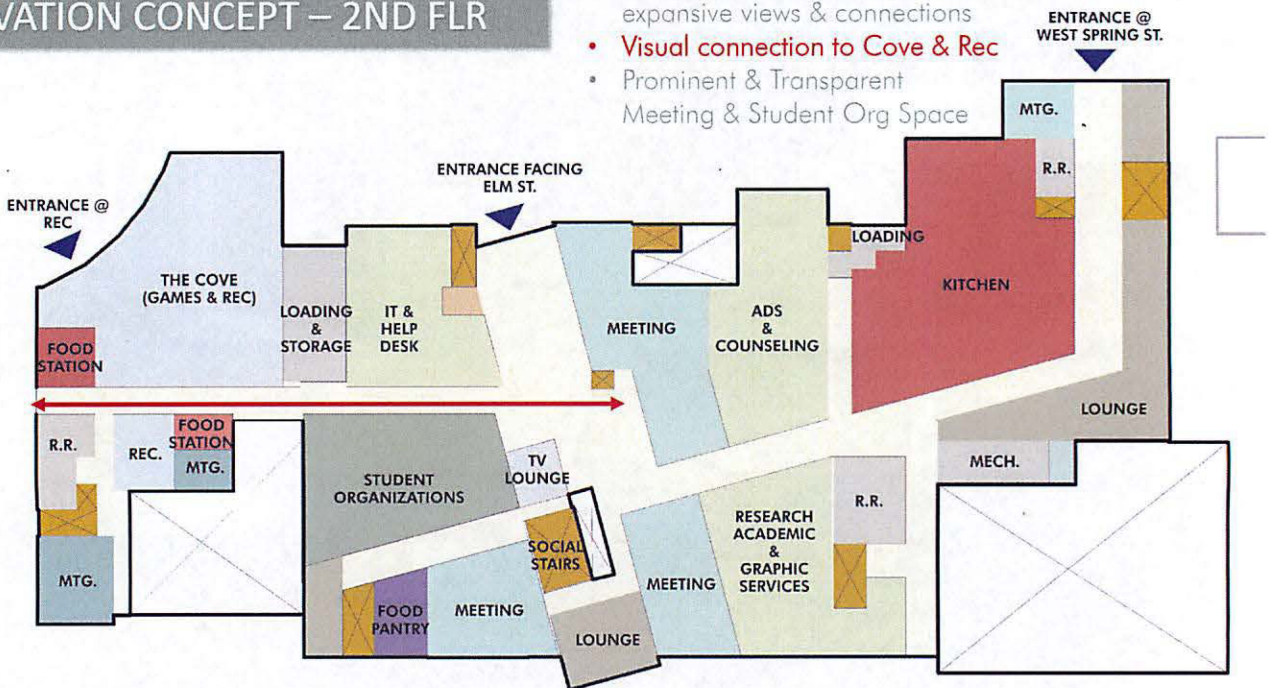 VATION CONCEPT – 2ND FLR
expansive views & connections
• Visual connection to Cove & Rec
• Prominent & Transparent
Meeting & Student Org Space
ENTRANCE @
WEST SPRING ST.
ENTRANCE FACING
ELM ST.
ENTRANCE @
REC
MTG.
R.R.
LOADING
KITCHEN
THE COVE
(GAMES & REC)
LOADING
&
STORAGE
IT &
HELP
DESK
MEETING
ADS
&
COUNSELING
FOOD
STATION
LOUNGE
R.R.
REC.
FOOD
STATION
MTG.
STUDENT
ORGANIZATIONS
TV
LOUNGE
MECH.
R.R.
RESEARCH
ACADEMIC
&
GRAPHIC
SERVICES
SOCIAL
STAIRS
MTG.
FOOD
PANTRY
MEETING
MEETING
LOUNGE